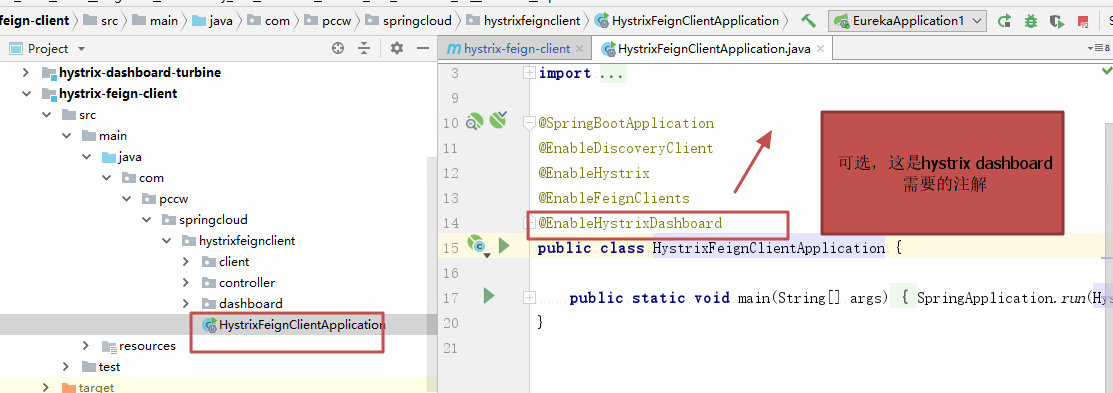 feign-client
src
main
java
com
pccw
springcloud
hystrixfeignclient
HystrixFeignClientApplication
EurekaApplication1
Project
hystrix-feign-client
HystrixFeignClientApplication.java
8
hystrix-dashboard-turbine
hystrix-feign-client
src
main
java
com
pccw
springcloud
hystrixfeignclient
client
controller
dashboard
HystrixFeignClientApplication
resources
test
target
3 import ...
9
10 @SpringBootApplication
11 @EnableDiscoveryClient
12 @EnableHystrix
13 @EnableFeignClients
14 @EnableHystrixDashboard
15 public class HystrixFeignClientApplication {
16
17 public static void main(String[] args) { SpringApplication.run(Hys
20 }
21
可选，这是hystrix dashboard
需要的注解